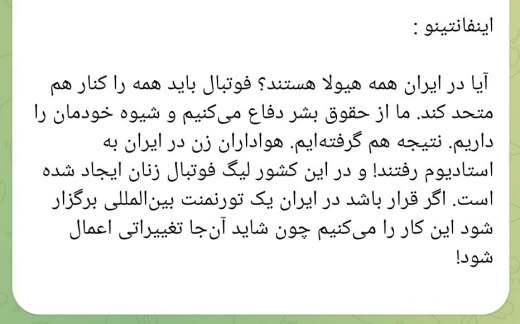 اینفانتینو :
آیا در ایران همه هیولا هستند؟ فوتبال باید همه را کنار هم
متحد کند. ما از حقوق بشر دفاع می‌کنیم و شیوه خودمان را
داریم. نتیجه هم گرفته‌ایم. هواداران زن در ایران به
استادیوم رفتند! و در این کشور لیگ فوتبال زنان ایجاد شده
است. اگر قرار باشد در ایران یک تورنمنت بین‌المللی برگزار
شود این کار را می‌کنیم چون شاید آن‌جا تغییراتی اعمال
شود!